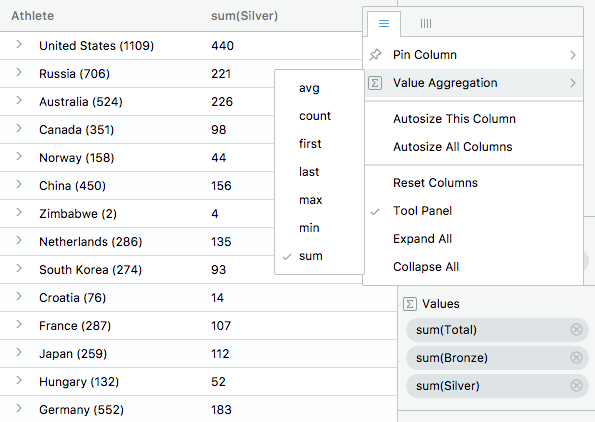 Athlete sum(Silver)
United States (1109) 440
Russia (706) 221
Australia (524) 226
Canada (351) 98
Norway (158) 44
China (450) 156
Zimbabwe (2) 4
Netherlands (286) 135
South Korea (274) 93
Croatia (76) 14
France (287) 107
Japan (259) 112
Hungary (132) 52
Germany (552) 183
avg
count
first
last
max
min
sum
Pin Column
Value Aggregation
Autosize This Column
Autosize All Columns
Reset Columns
Tool Panel
Expand All
Collapse All
Values
sum(Total)
sum(Bronze)
sum(Silver)